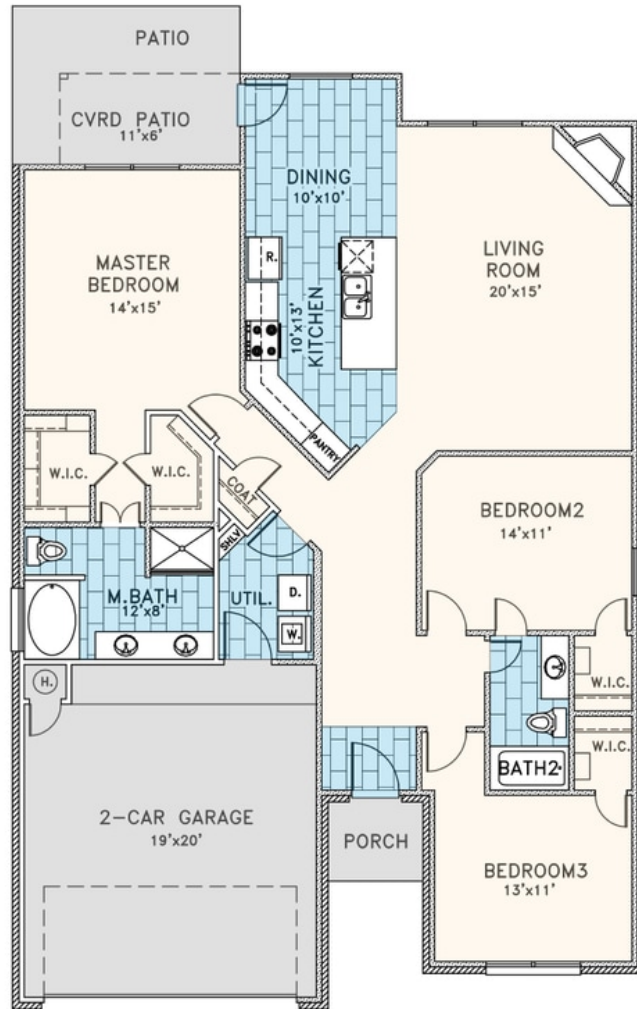 PATIO
CVRD PATIO
11'x6'
DINING
10'x10'
MASTER
BEDROOM
14'x15'
R.
KITCHEN
10'x13'
LIVING
ROOM
20'x15'
PANTRY
W.I.C.
W.I.C.
COAT
SHLV
BEDROOM2
14'x11'
M.BATH
12'x8'
UTIL.
D.
W.
H.
W.I.C.
W.I.C.
BATH2
2-CAR GARAGE
19'x20'
PORCH
BEDROOM3
13'x11'